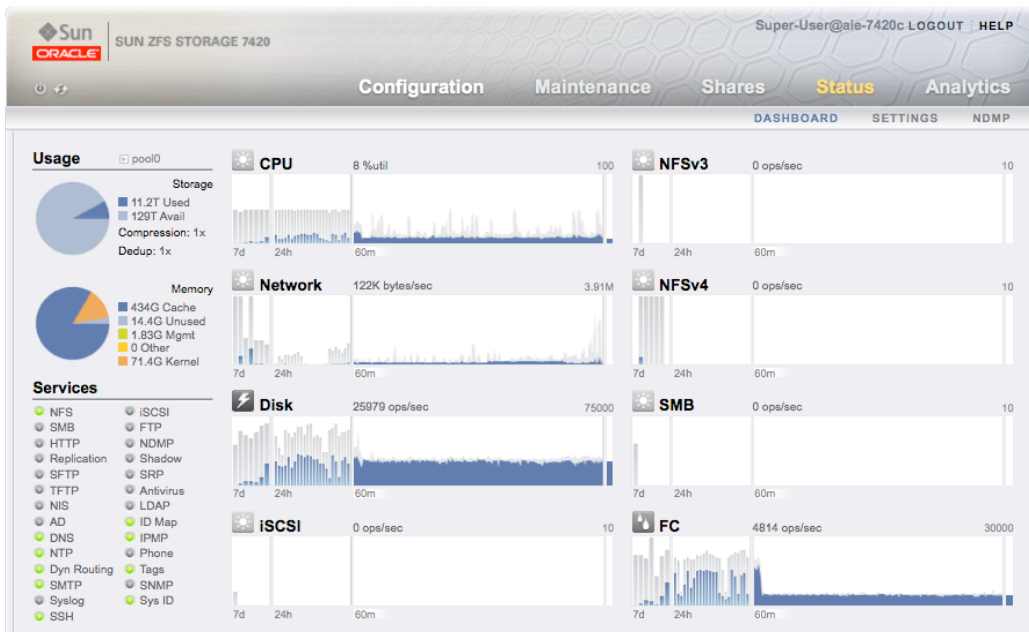 Sun
ORACLE
SUN ZFS STORAGE 7420
Super-User@aie-7420c LOGOUT HELP
Configuration Maintenance Shares Status Analytics
DASHBOARD SETTINGS NDMP
Usage pool0
Storage
11.2T Used
129T Avail
Compression: 1x
Dedup: 1x
Memory
434G Cache
14.4G Unused
1.83G Mgmt
0 Other
71.4G Kernel
Services
NFS iSCSI
SMB FTP
HTTP NDMP
Replication Shadow
SFTP SRP
TFTP Antivirus
NIS LDAP
AD ID Map
DNS IPMP
NTP Phone
Dyn Routing Tags
SMTP SNMP
Syslog Sys ID
SSH
CPU 8 %util 100
7d 24h 60m
Network 122K bytes/sec 3.91M
7d 24h 60m
Disk 25979 ops/sec 75000
7d 24h 60m
iSCSI 0 ops/sec 10
7d 24h 60m
NFSv3 0 ops/sec 10
7d 24h 60m
NFSv4 0 ops/sec 10
7d 24h 60m
SMB 0 ops/sec 10
7d 24h 60m
FC 4814 ops/sec 30000
7d 24h 60m